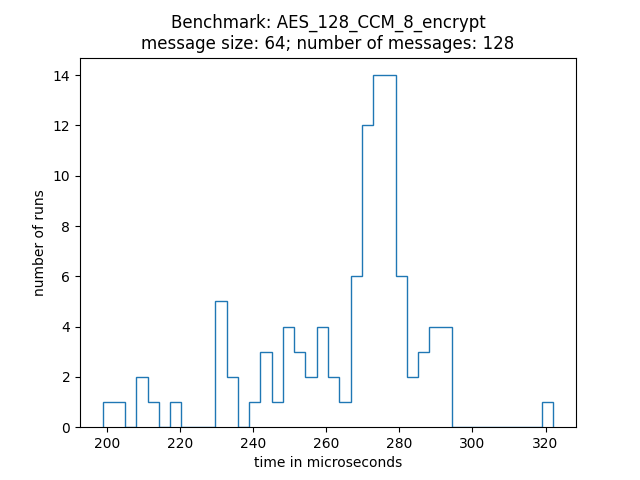 Benchmark: AES_128_CCM_8_encrypt
message size: 64; number of messages: 128
14
12
10
8
6
4
2
0
number of runs
200 220 240 260 280 300 320
time in microseconds